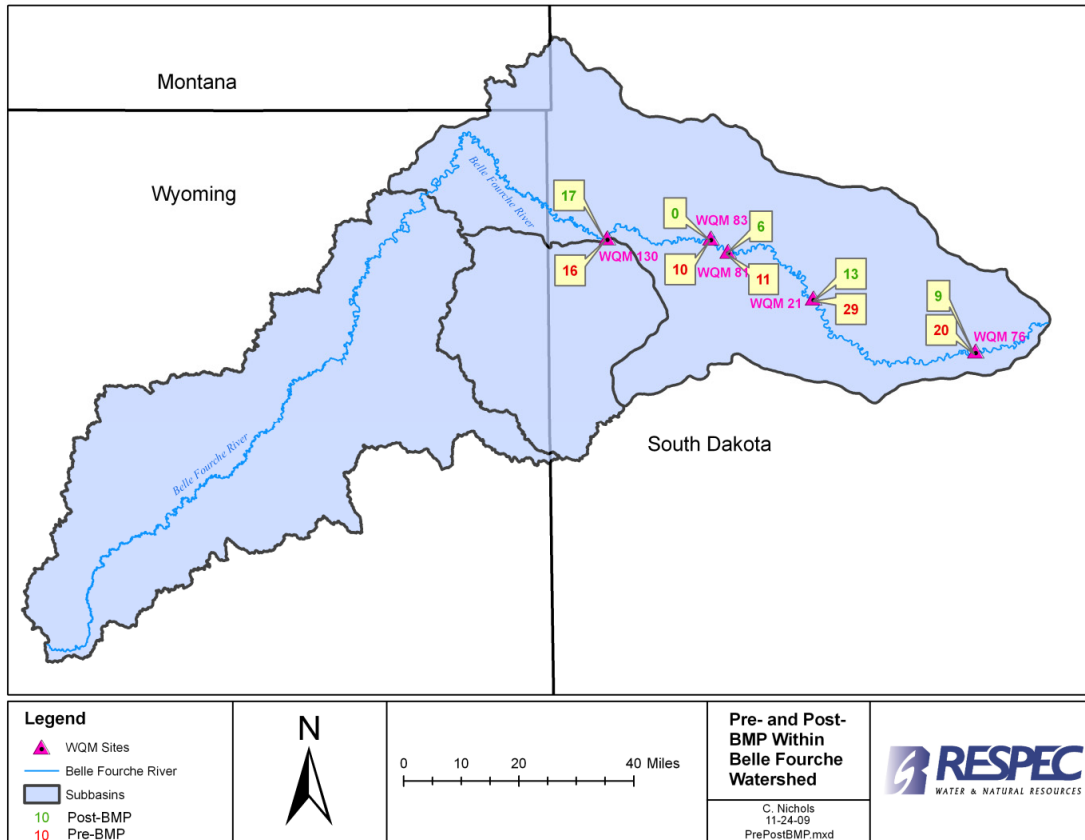 Montana
Wyoming
Belle Fourche River
17
0
WQM 83
6
16
WQM 130
10
WQM 81
11
13
WQM 21
29
9
20
WQM 76
South Dakota
Belle Fourche River
Legend
WQM Sites
Belle Fourche River
Subbasins
10 Post-BMP
10 Pre-BMP
N
0 10 20 40 Miles
Pre- and Post-
BMP Within
Belle Fourche
Watershed
C. Nichols
11-24-09
PrePostBMP.mxd
RESPEC
WATER & NATURAL RESOURCES